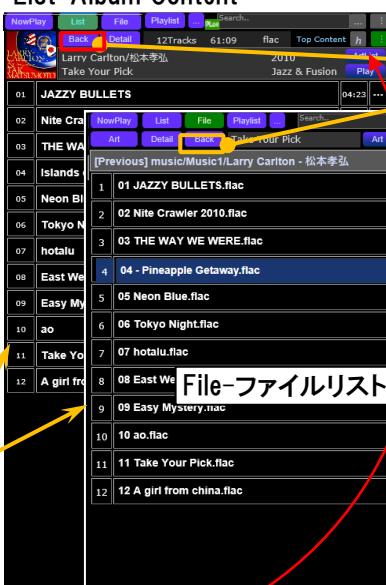 List Album Content
NowPlay List File Playlist ... Search... ...
Back 12Tracks 61:09 flac Top Content h
Larry Carlton/松本孝弘 2010
Take Your Pick Jazz & Fusion Play
01 JAZZY BULLETS 04:23 ...
02 Nite Cra
03 THE WA
04 Islands
05 Neon Bl
06 Tokyo N
07 hotalu
08 East We
09 Easy My
10 ao
11 Take Yo
12 A girl fr
NowPlay List File Playlist ... Search...
Art Detail Back Take Your Pick Art
[Previous] music/Music1/Larry Carlton - 松本孝弘
1 01 JAZZY BULLETS.flac
2 02 Nite Crawler 2010.flac
3 03 THE WAY WE WERE.flac
4 04 - Pineapple Getaway.flac
5 05 Neon Blue.flac
6 06 Tokyo Night.flac
7 07 hotalu.flac
8 08 East We
File-ファイルリスト
9 09 Easy Mystery.flac
10 10 ao.flac
11 11 Take Your Pick.flac
12 12 A girl from china.flac